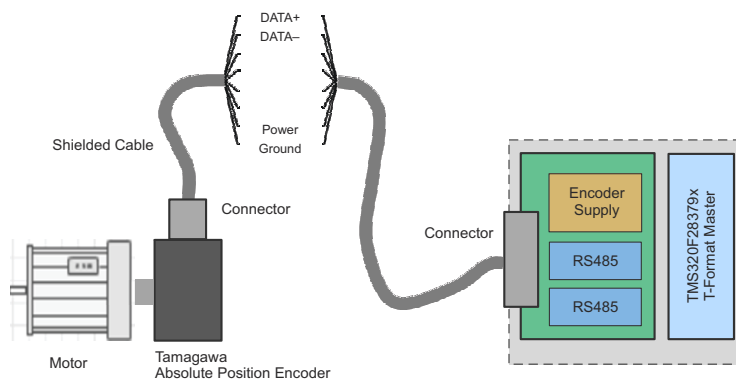 DATA+
DATA–
Power
Ground
Shielded Cable
Connector
Motor
Tamagawa
Absolute Position Encoder
Connector
Encoder
Supply
RS485
RS485
TMS320F28379x
T-Format Master